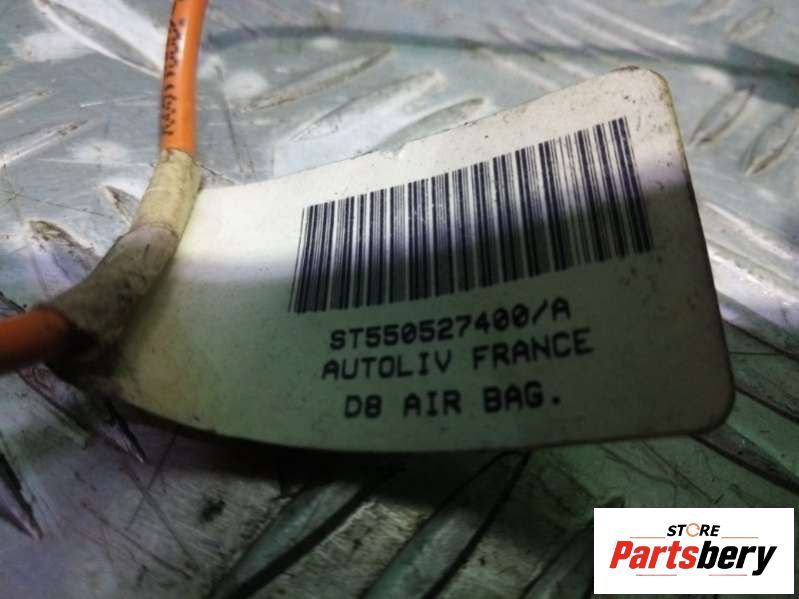 ST550527400/A
AUTOLIV FRANCE
D8 AIR BAG.
STORE
Partsbery